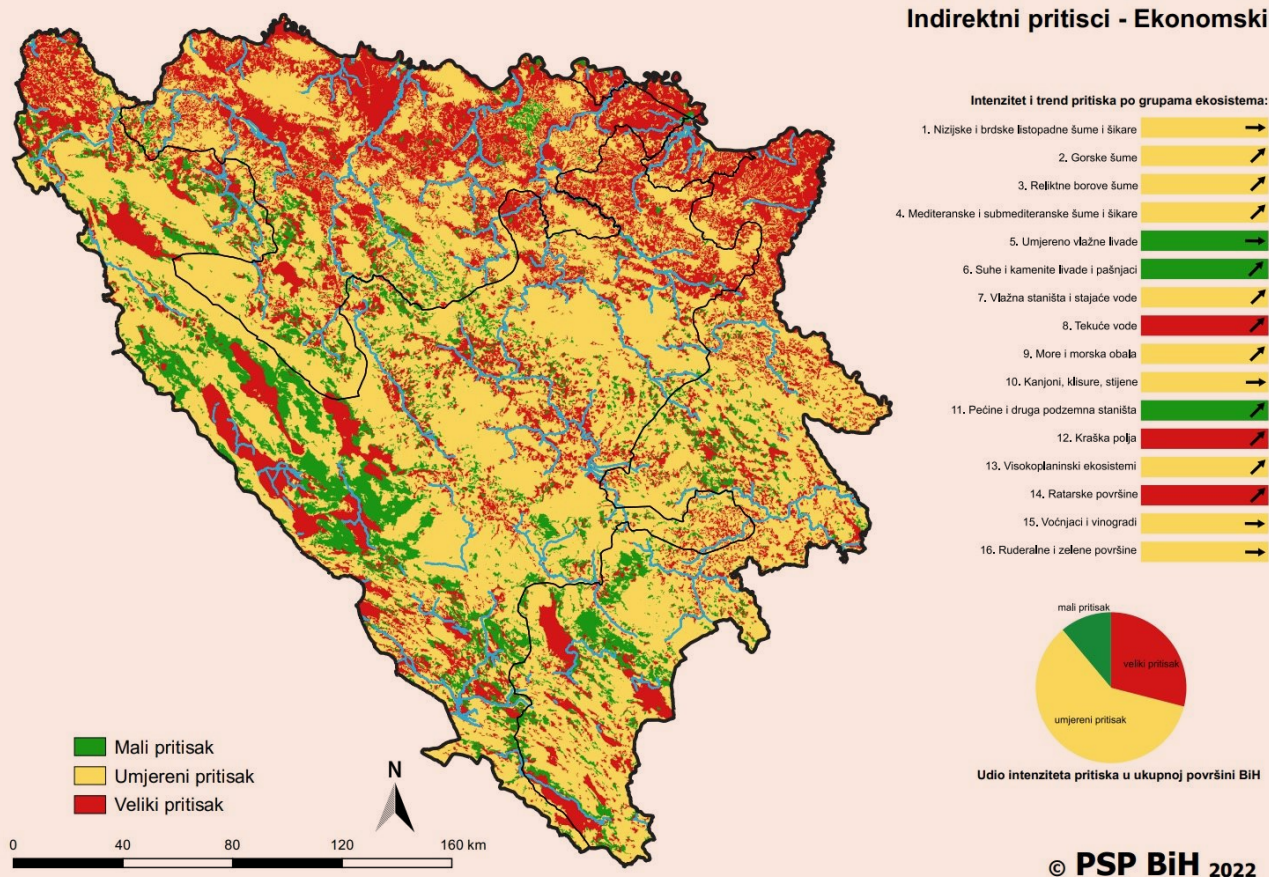 Indirektni pritisci - Ekonomski
Intenzitet i trend pritiska po grupama ekosistema:
1. Nizijske i brdske listopadne šume i šikare
2. Gorske šume
3. Reliktne borove šume
4. Mediteranske i submediteranske šume i šikare
5. Umjereno vlažne livade
6. Suhe i kamenite livade i pašnjaci
7. Vlažna staništa i stajaće vode
8. Tekuće vode
9. More i morska obala
10. Kanjoni, klisure, stijene
11. Pećine i druga podzemna staništa
12. Kraška polja
13. Visokoplaninski ekosistemi
14. Ratarske površine
15. Voćnjaci i vinogradi
16. Ruderalne i zelene površine
mali pritisak
veliki pritisak
umjereni pritisak
Udio intenziteta pritiska u ukupnoj površini BiH
Mali pritisak
Umjereni pritisak
Veliki pritisak
N
0 40 80 120 160 km
© PSP BiH 2022